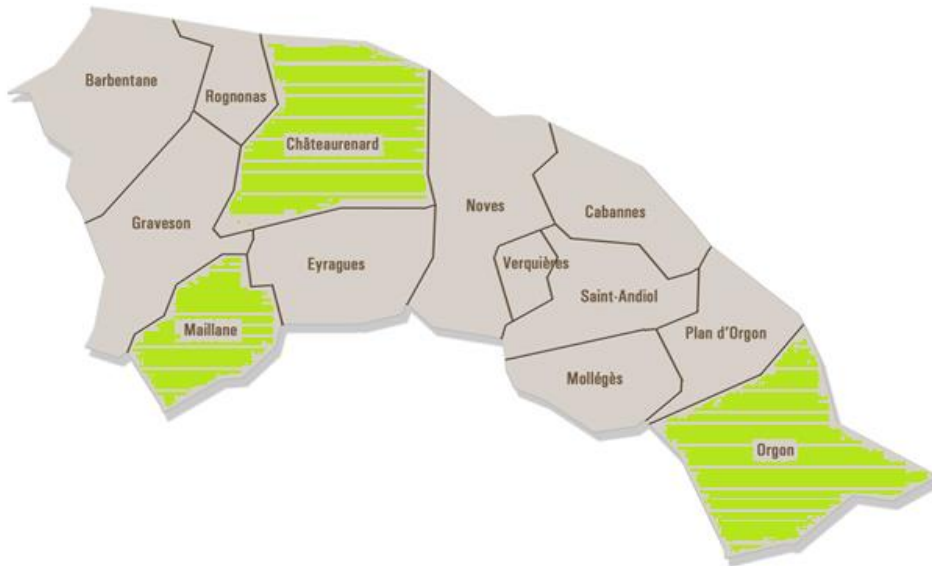 Barbentane
Rognonas
Châteaurenard
Graveson
Noves
Cabannes
Eyragues
Verquières
Saint-Andiol
Maillane
Plan d'Orgon
Mollégès
Orgon